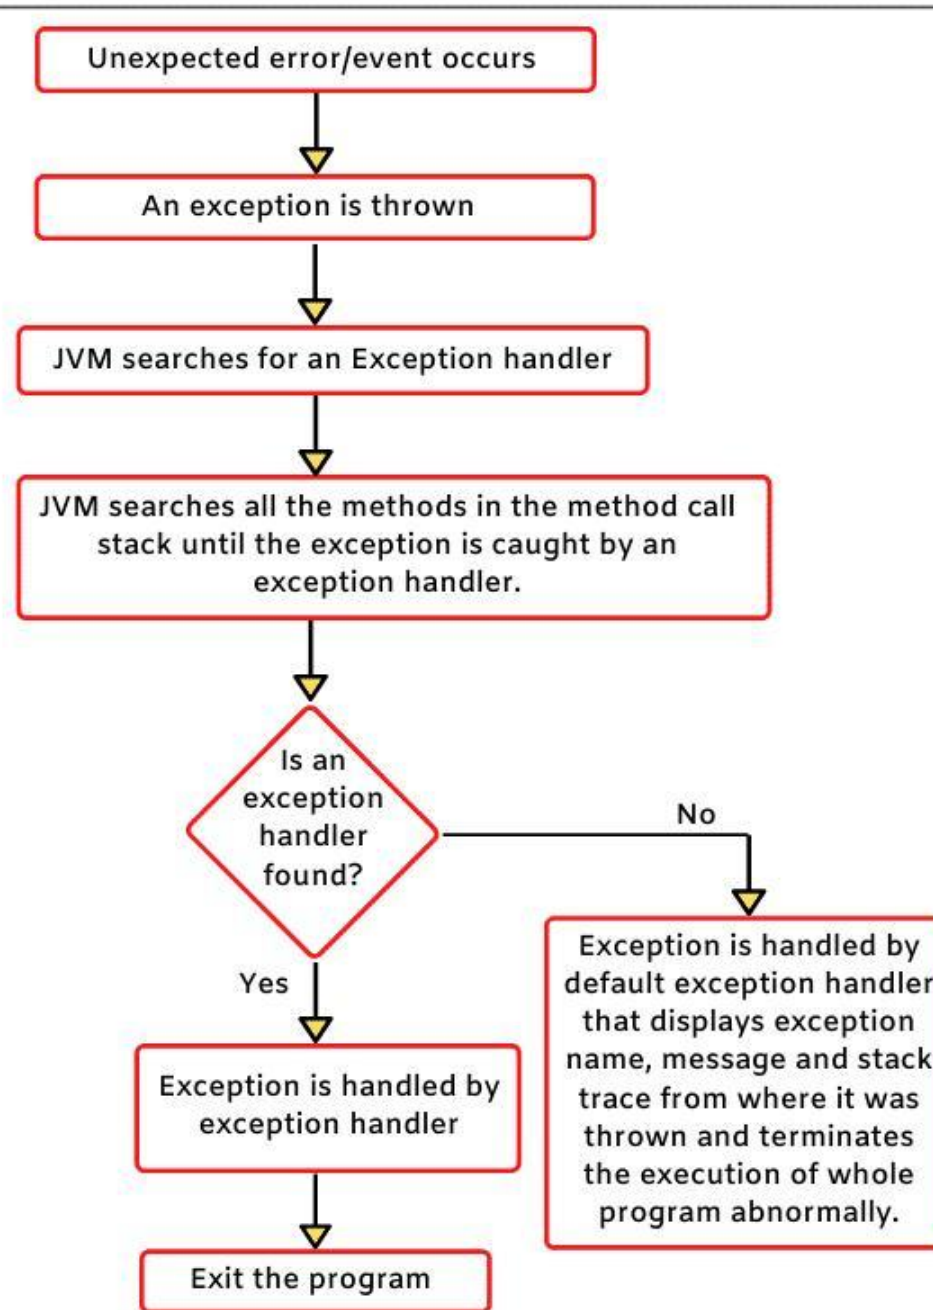 Unexpected error/event occurs
An exception is thrown
JVM searches for an Exception handler
JVM searches all the methods in the method call
stack until the exception is caught by an
exception handler.
Is an
exception
handler
found?
No
Yes
Exception is handled by
default exception handler
that displays exception
name, message and stack
trace from where it was
thrown and terminates
the execution of whole
program abnormally.
Exception is handled by
exception handler
Exit the program